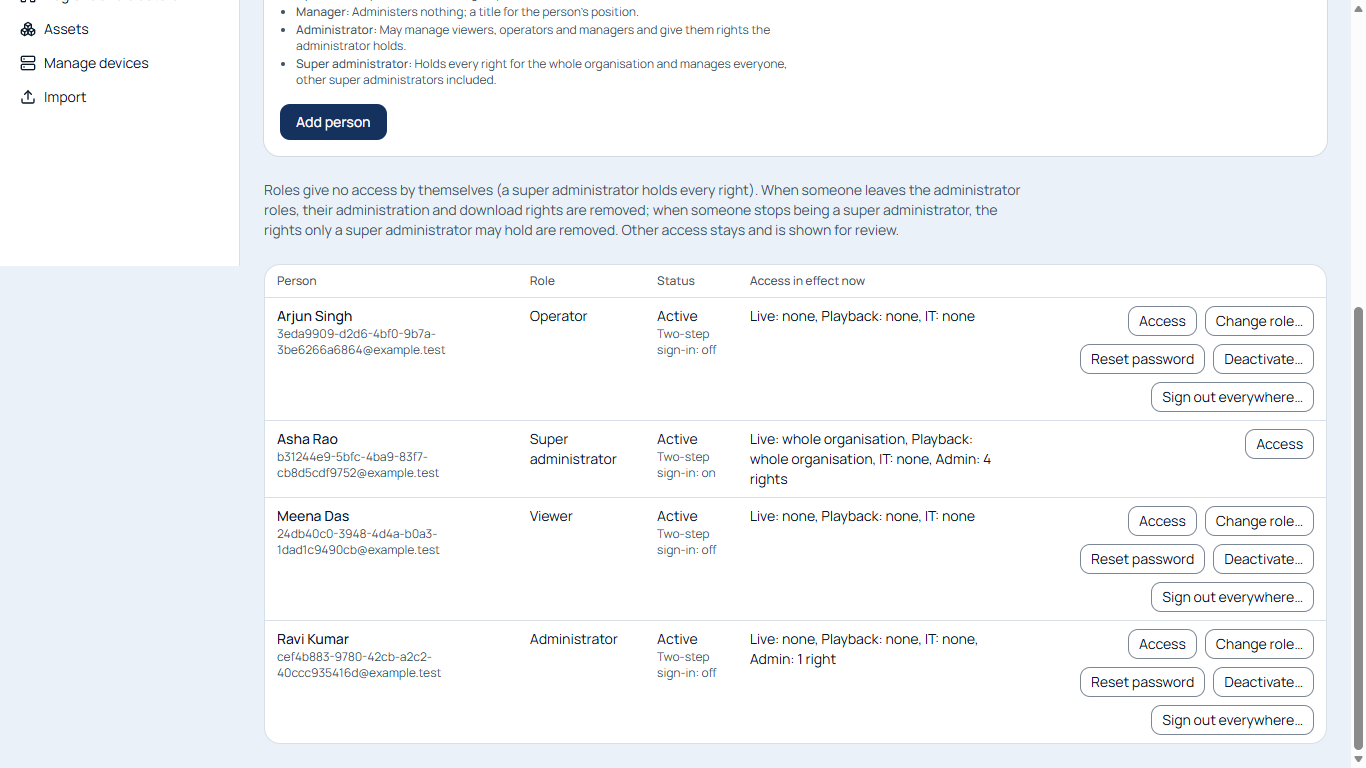 Assets
Manage devices
Import
Manager: Administers nothing; a title for the person's position.
Administrator: May manage viewers, operators and managers and give them rights the
administrator holds.
Super administrator: Holds every right for the whole organisation and manages everyone,
other super administrators included.
Add person
Roles give no access by themselves (a super administrator holds every right). When someone leaves the administrator
roles, their administration and download rights are removed; when someone stops being a super administrator, the
rights only a super administrator may hold are removed. Other access stays and is shown for review.
Person Role Status Access in effect now
Arjun Singh Operator Active Live: none, Playback: none, IT: none Access Change role...
3eda9909-d2d6-4bf0-9b7a- Two-step
3be6266a6864@example.test sign-in: off Reset password Deactivate...
Sign out everywhere...
Asha Rao Super Active Live: whole organisation, Playback: Access
b31244e9-5bfc-4ba9-83f7- administrator Two-step whole organisation, IT: none, Admin: 4
cb8d5cdf9752@example.test sign-in: on rights
Meena Das Viewer Active Live: none, Playback: none, IT: none Access Change role...
24db40c0-3948-4d4a-b0a3- Two-step
1dad1c9490cb@example.test sign-in: off Reset password Deactivate...
Sign out everywhere...
Ravi Kumar Administrator Active Live: none, Playback: none, IT: none, Access Change role...
cef4b883-9780-42cb-a2c2- Two-step Admin: 1 right
40ccc935416d@example.test sign-in: off Reset password Deactivate...
Sign out everywhere...